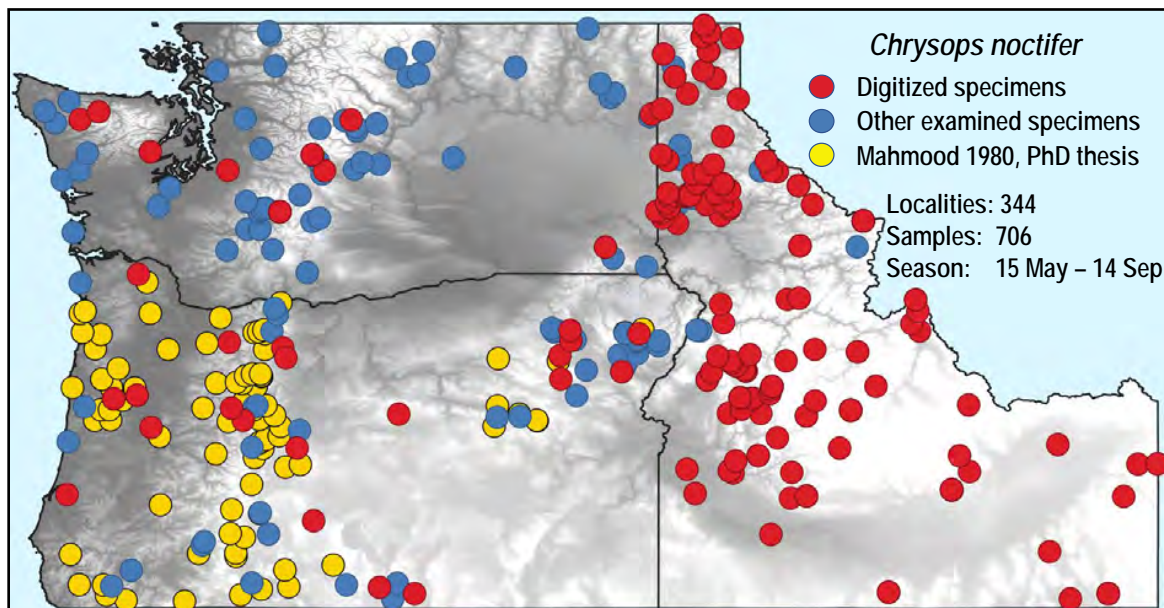 Chrysops noctifer
Digitized specimens
Other examined specimens
Mahmood 1980, PhD thesis
Localities: 344
Samples: 706
Season: 15 May – 14 Sep